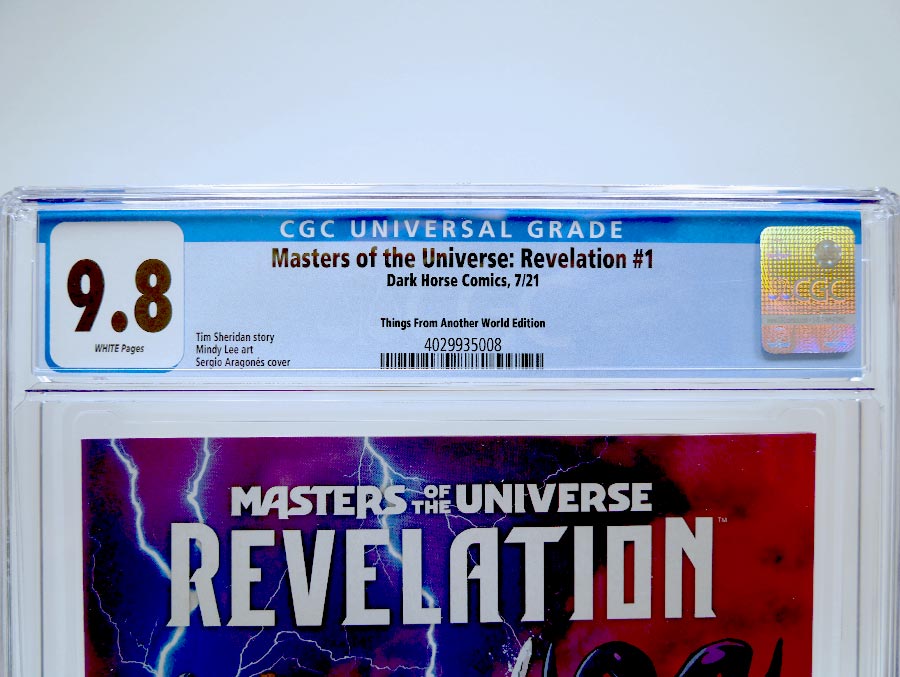 CGC UNIVERSAL GRADE
9.8
WHITE Pages
Masters of the Universe: Revelation #1
Dark Horse Comics, 7/21
Things From Another World Edition
Tim Sheridan story
Mindy Lee art
Sergio Aragonés cover
4029935008
CGC
MASTERS OF THE UNIVERSE
REVELATION™